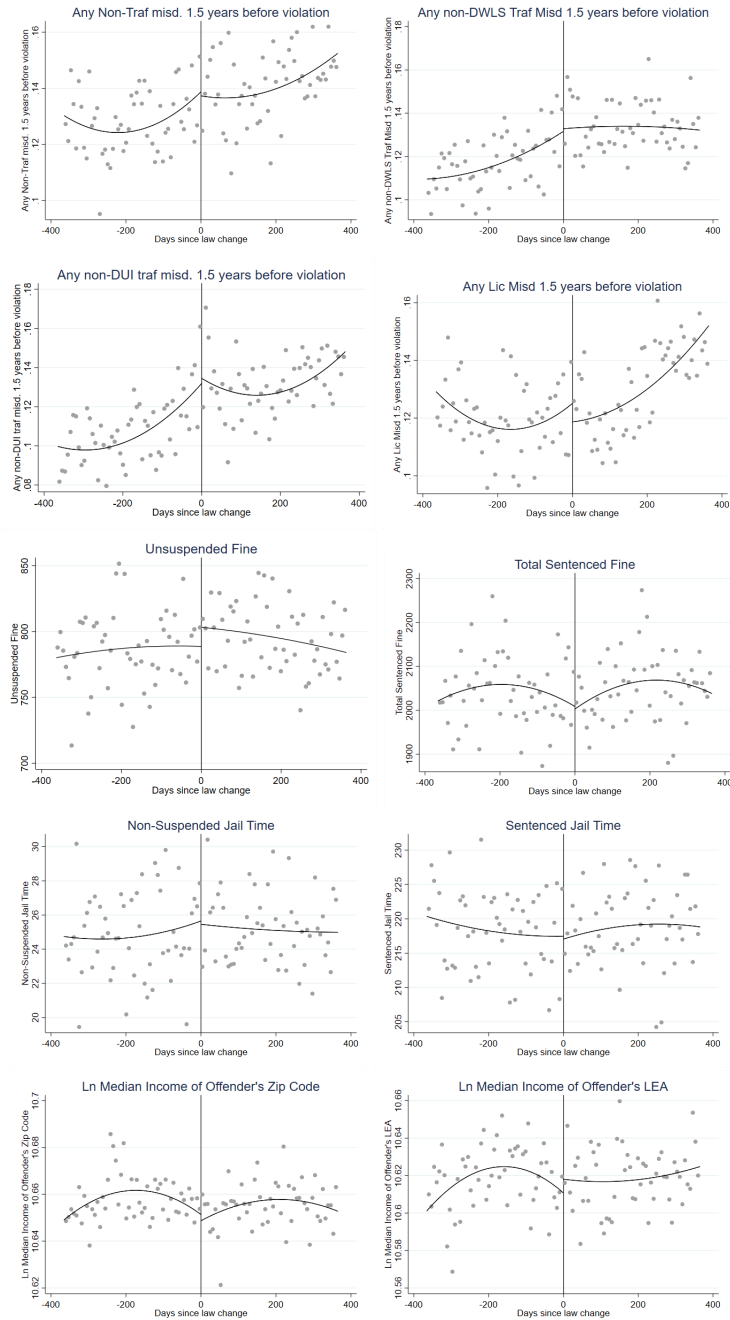 Any Non-Traf misd. 1.5 years before violation
Any Non-Traf misd. 1.5 years before violation
.1 .12 .14 .16
-400 -200 0 200 400
Days since law change
Any non-DWLS Traf Misd 1.5 years before violation
Any non-DWLS Traf Misd 1.5 years before violation
.1 .12 .14 .16 .18
-400 -200 0 200 400
Days since law change
Any non-DUI traf misd. 1.5 years before violation
Any non-DUI traf misd. 1.5 years before violation
.08 .1 .12 .14 .16 .18
-400 -200 0 200 400
Days since law change
Any Lic Misd 1.5 years before violation
Any Lic Misd 1.5 years before violation
.1 .12 .14 .16
-400 -200 0 200 400
Days since law change
Unsuspended Fine
Unsuspended Fine
700 750 800 850
-400 -200 0 200 400
Days since law change
Total Sentenced Fine
Total Sentenced Fine
1900 2000 2100 2200 2300
-400 -200 0 200 400
Days since law change
Non-Suspended Jail Time
Non-Suspended Jail Time
20 22 24 26 28 30
-400 -200 0 200 400
Days since law change
Sentenced Jail Time
Sentenced Jail Time
205 210 215 220 225 230
-400 -200 0 200 400
Days since law change
Ln Median Income of Offender's Zip Code
Ln Median Income of Offender's Zip Code
10.62 10.64 10.66 10.68 10.7
-400 -200 0 200 400
Days since law change
Ln Median Income of Offender's LEA
Ln Median Income of Offender's LEA
10.56 10.58 10.60 10.62 10.64 10.66
-400 -200 0 200 400
Days since law change